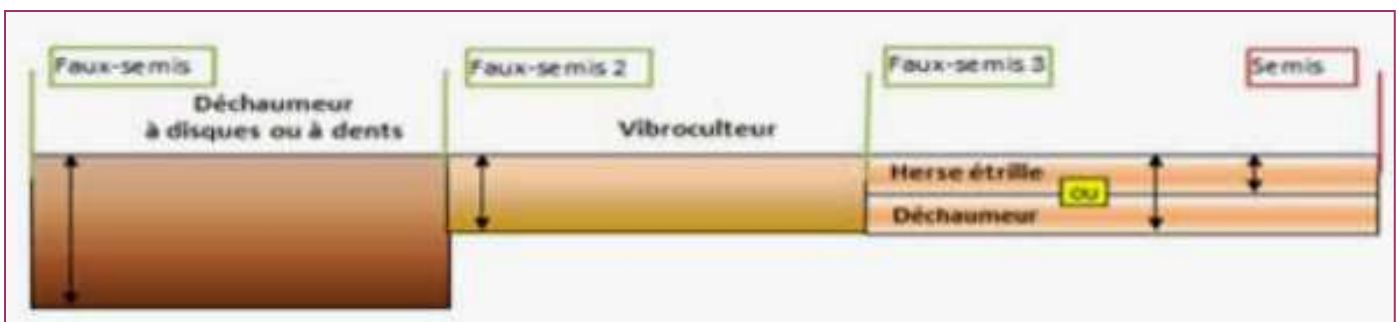 Faux-semis
Faux-semis 2
Faux-semis 3
Semis
Déchaumeur
à disques ou à dents
Vibroculteur
Herse étrille
ou
Déchaumeur